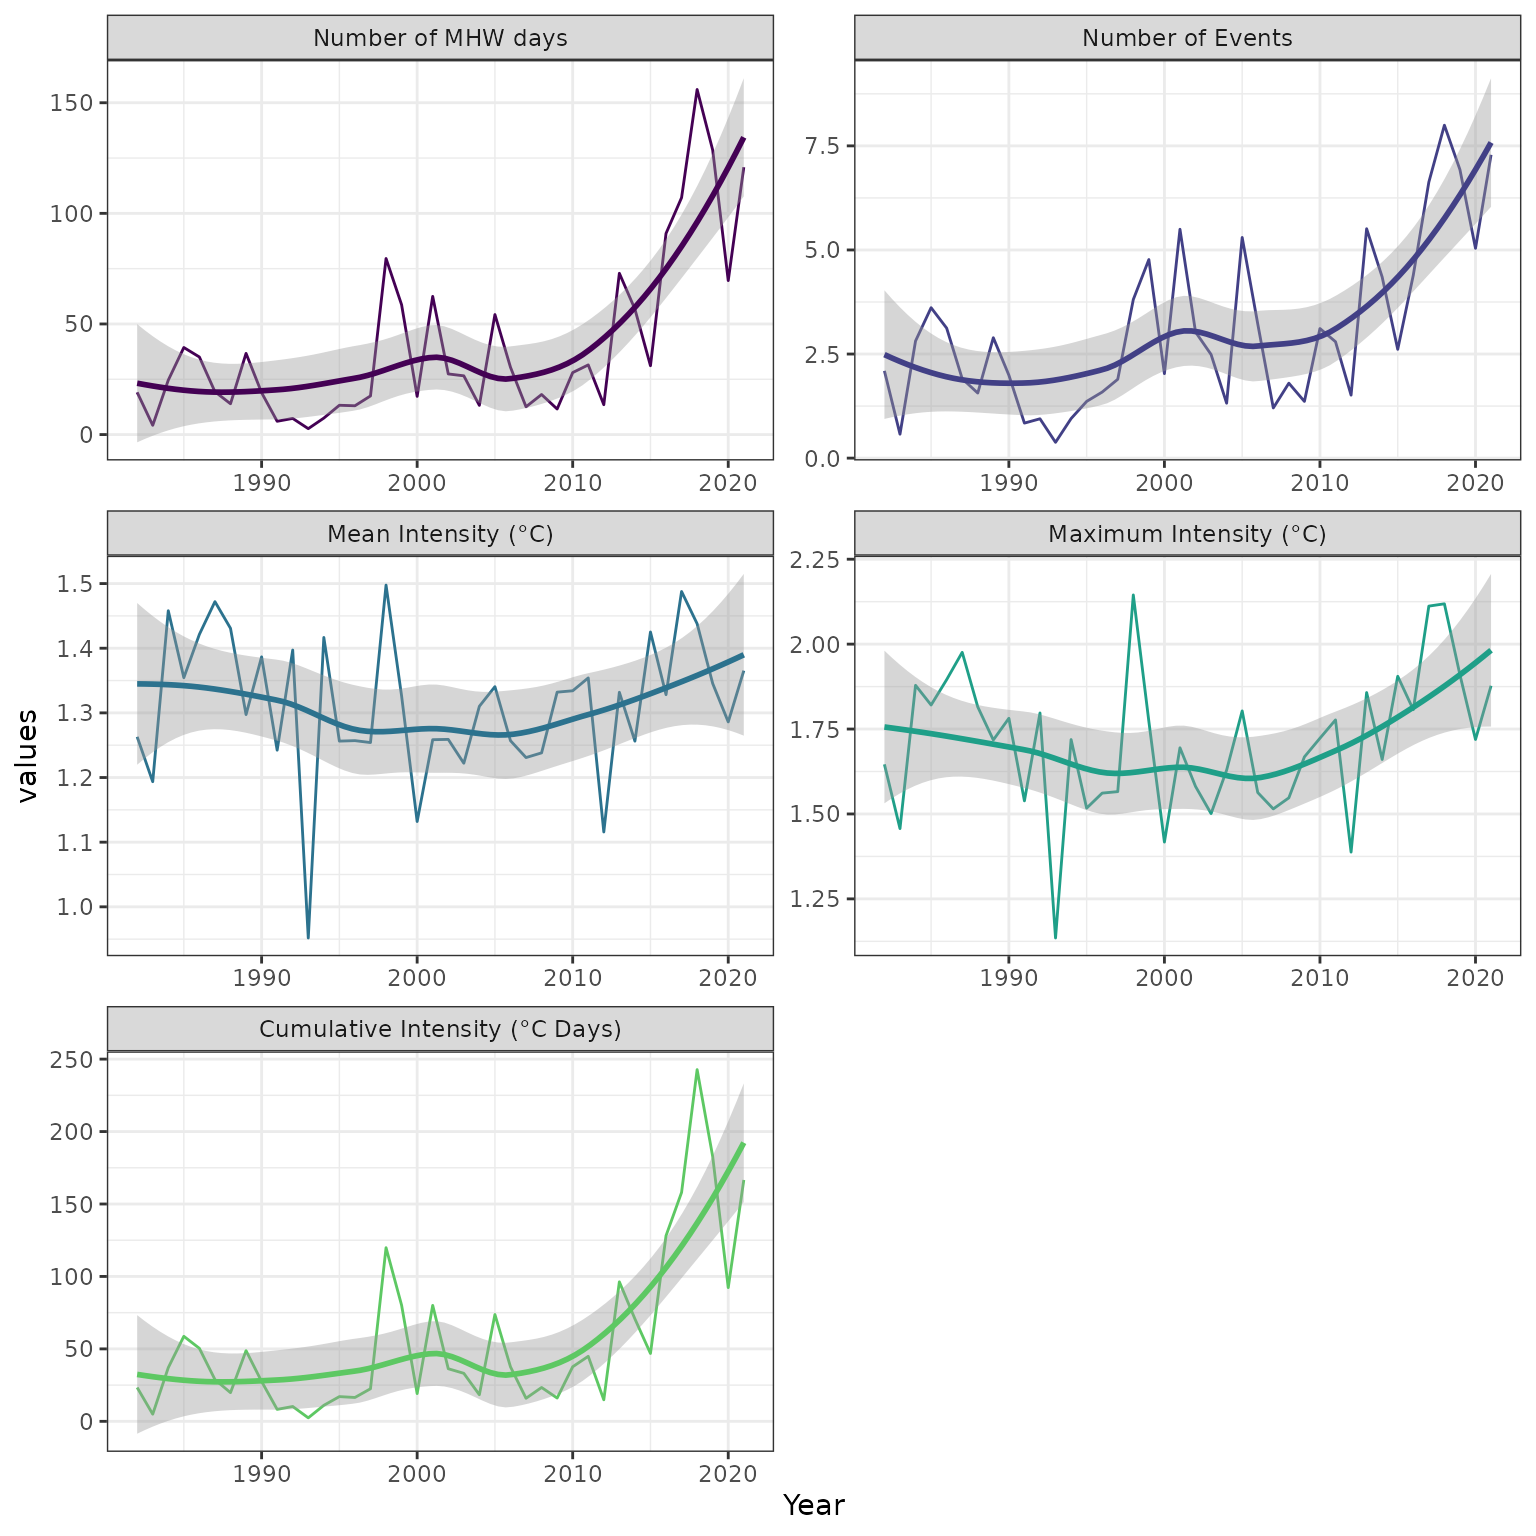 Number of MHW days
Number of Events
150
100
50
0
7.5
5.0
2.5
0.0
1990 2000 2010 2020
1990 2000 2010 2020
Mean Intensity (°C)
Maximum Intensity (°C)
1.5
1.4
1.3
1.2
1.1
1.0
2.25
2.00
1.75
1.50
1.25
values
1990 2000 2010 2020
1990 2000 2010 2020
Cumulative Intensity (°C Days)
250
200
150
100
50
0
1990 2000 2010 2020
Year